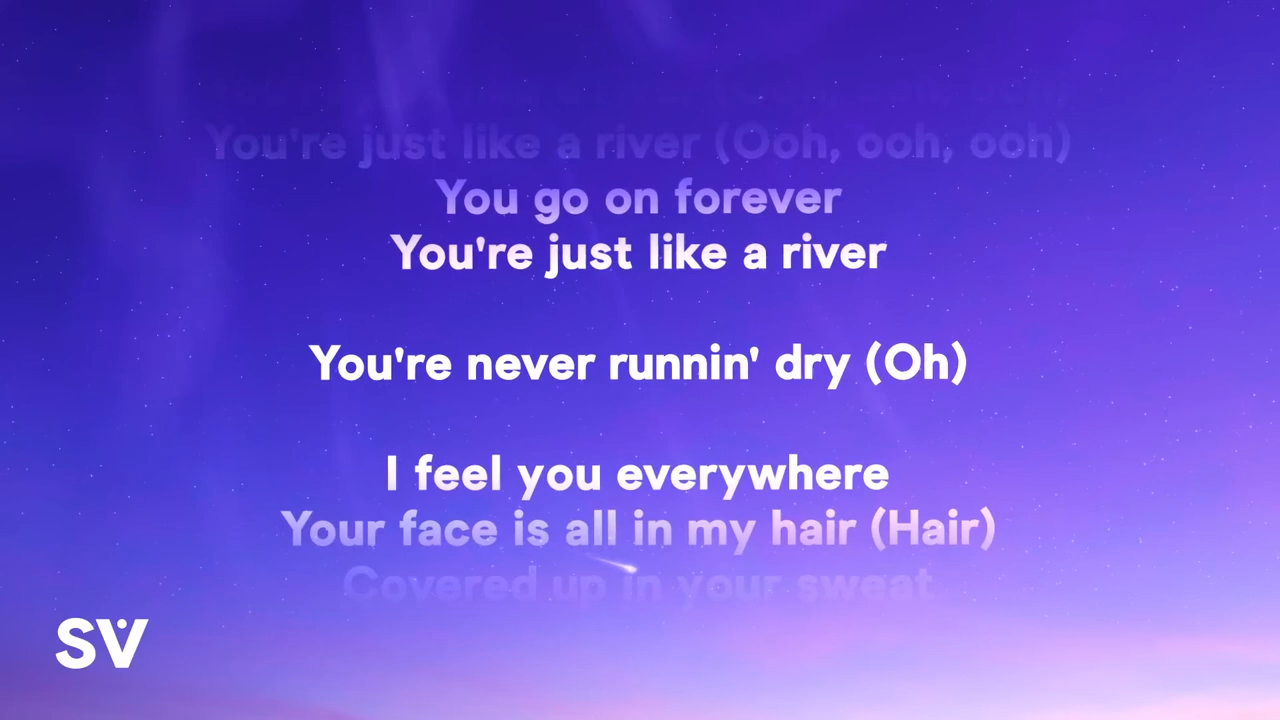 You're just like a river (Ooh, ooh, ooh)
You go on forever
You're just like a river
You're never runnin' dry (Oh)
I feel you everywhere
Your face is all in my hair (Hair)
Covered up in your sweat
SV